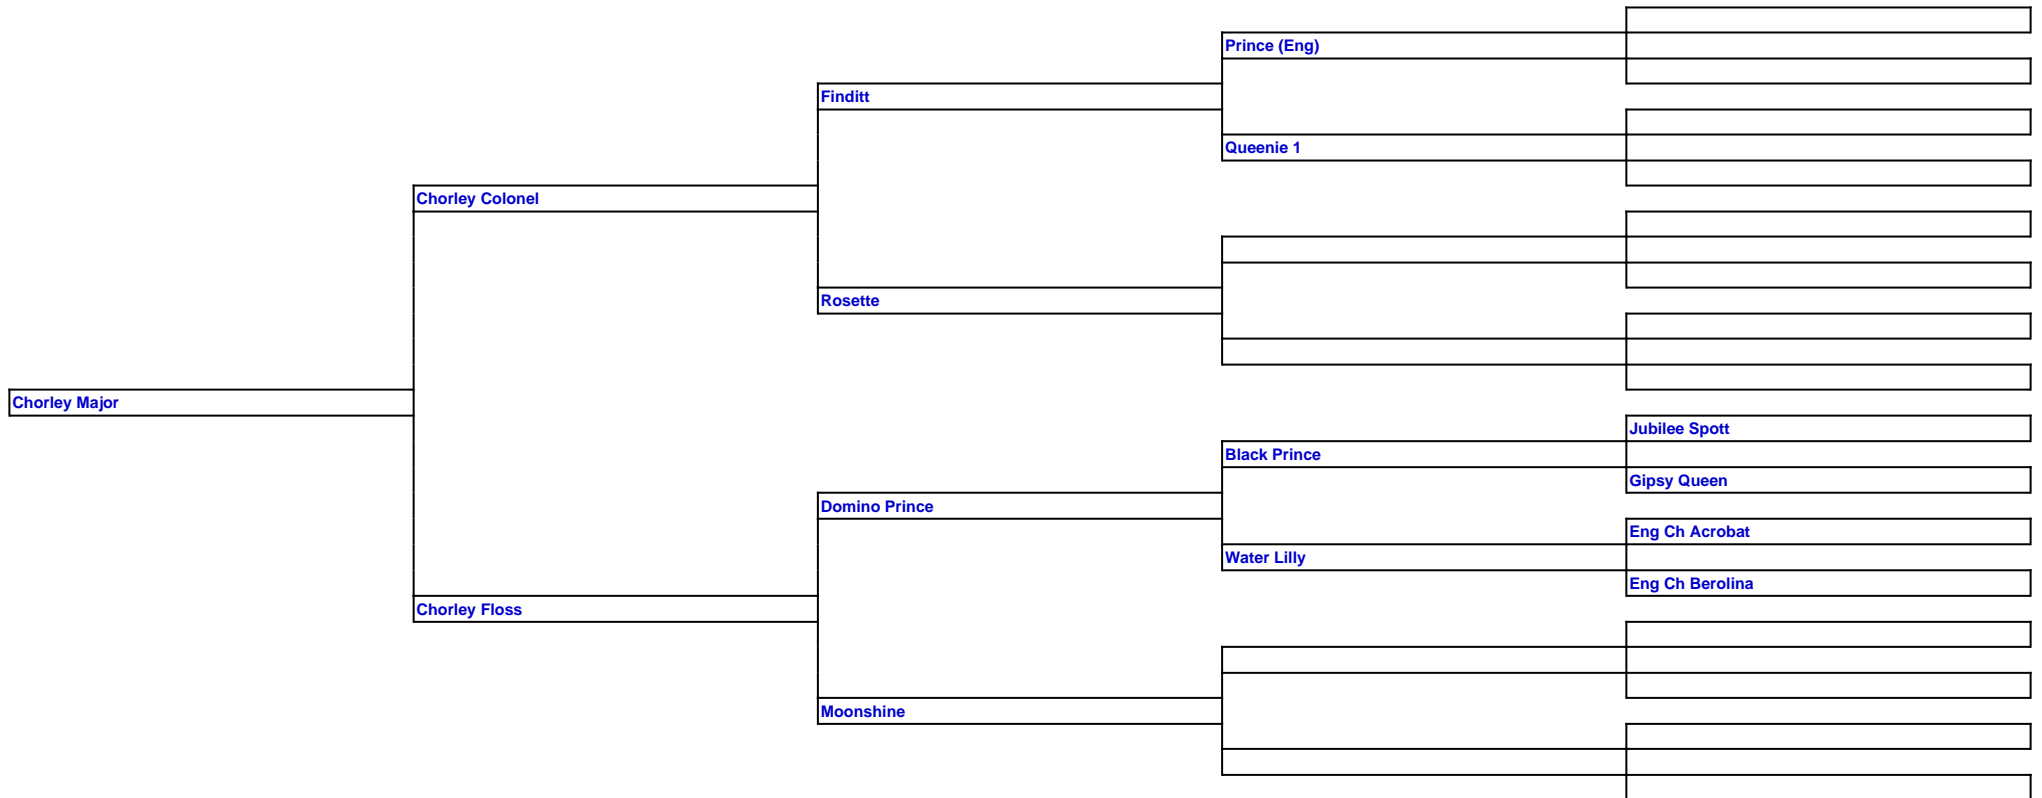 Prince (Eng)
Finditt
Queenie 1
Chorley Colonel
Rosette
Chorley Major
Jubilee Spott
Black Prince
Gipsy Queen
Domino Prince
Eng Ch Acrobat
Water Lilly
Eng Ch Berolina
Chorley Floss
Moonshine